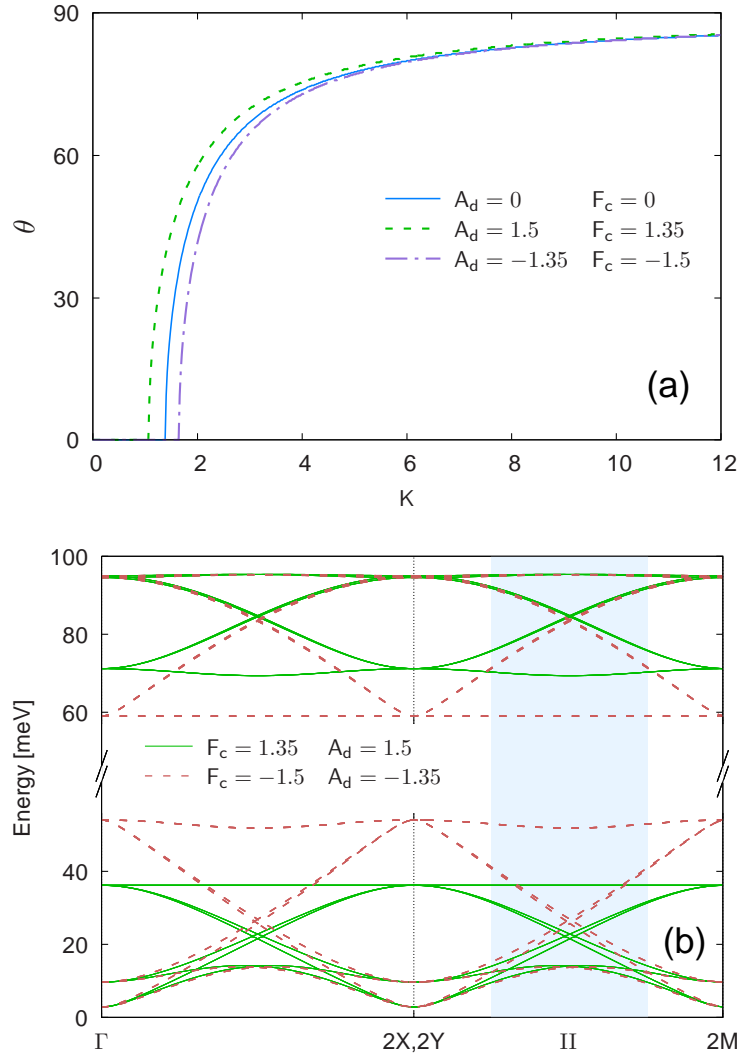 90
60
30
0
θ
A_d = 0 F_c = 0
A_d = 1.5 F_c = 1.35
A_d = −1.35 F_c = −1.5
(a)
0 2 4 6 8 10 12
K
100
80
60
40
20
0
Energy [meV]
F_c = 1.35 A_d = 1.5
F_c = −1.5 A_d = −1.35
(b)
Γ 2X,2Y II 2M